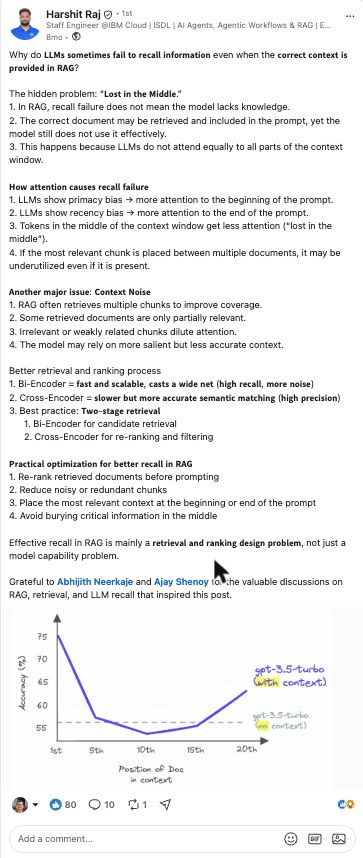 Harshit Raj • 1st
Staff Engineer @IBM Cloud | ISDL | AI Agents, Agentic Workflows & RAG | E...
8mo •
Why do LLMs sometimes fail to recall information even when the correct context is
provided in RAG?
The hidden problem: “Lost in the Middle.”
1. In RAG, recall failure does not mean the model lacks knowledge.
2. The correct document may be retrieved and included in the prompt, yet the
model still does not use it effectively.
3. This happens because LLMs do not attend equally to all parts of the context
window.
How attention causes recall failure
1. LLMs show primacy bias → more attention to the beginning of the prompt.
2. LLMs show recency bias → more attention to the end of the prompt.
3. Tokens in the middle of the context window get less attention (“lost in the
middle”).
4. If the most relevant chunk is placed between multiple documents, it may be
underutilized even if it is present.
Another major issue: Context Noise
1. RAG often retrieves multiple chunks to improve coverage.
2. Some retrieved documents are only partially relevant.
3. Irrelevant or weakly related chunks dilute attention.
4. The model may rely on more salient but less accurate context.
Better retrieval and ranking process
1. Bi-Encoder = fast and scalable, casts a wide net (high recall, more noise)
2. Cross-Encoder = slower but more accurate semantic matching (high precision)
3. Best practice: Two-stage retrieval
1. Bi-Encoder for candidate retrieval
2. Cross-Encoder for re-ranking and filtering
Practical optimization for better recall in RAG
1. Re-rank retrieved documents before prompting
2. Reduce noisy or redundant chunks
3. Place the most relevant context at the beginning or end of the prompt
4. Avoid burying critical information in the middle
Effective recall in RAG is mainly a retrieval and ranking design problem, not just a
model capability problem.
Grateful to Abhijith Neerkaje and Ajay Shenoy for the valuable discussions on
RAG, retrieval, and LLM recall that inspired this post.
Accuracy (%)
75
70
65
60
55
1st
5th
10th
15th
20th
Position of Doc
in context
gpt-3.5-turbo
(with context)
gpt-3.5-turbo
(no context)
80
10
1
Add a comment...
GIF